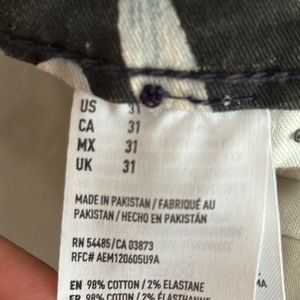 US 31
CA 31
MX 31
UK 31
MADE IN PAKISTAN / FABRIQUÉ AU
PAKISTAN / HECHO EN PAKISTÁN
RN 54485/CA 03873
RFC# AEM120605U9A
EN 98% COTTON / 2% ELASTANE
FR 98% COTON / 2% ÉLASTHANNE